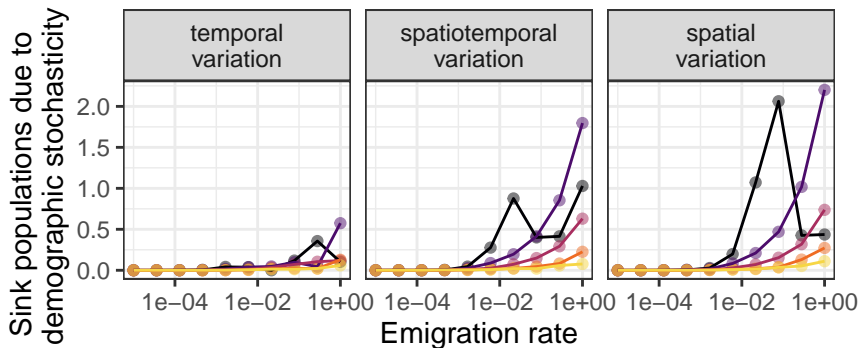 temporal
variation
spatiotemporal
variation
spatial
variation
Sink populations due to
demographic stochasticity
2.0
1.5
1.0
0.5
0.0
1e−04 1e−02 1e+00
1e−04 1e−02 1e+00
1e−04 1e−02 1e+00
Emigration rate